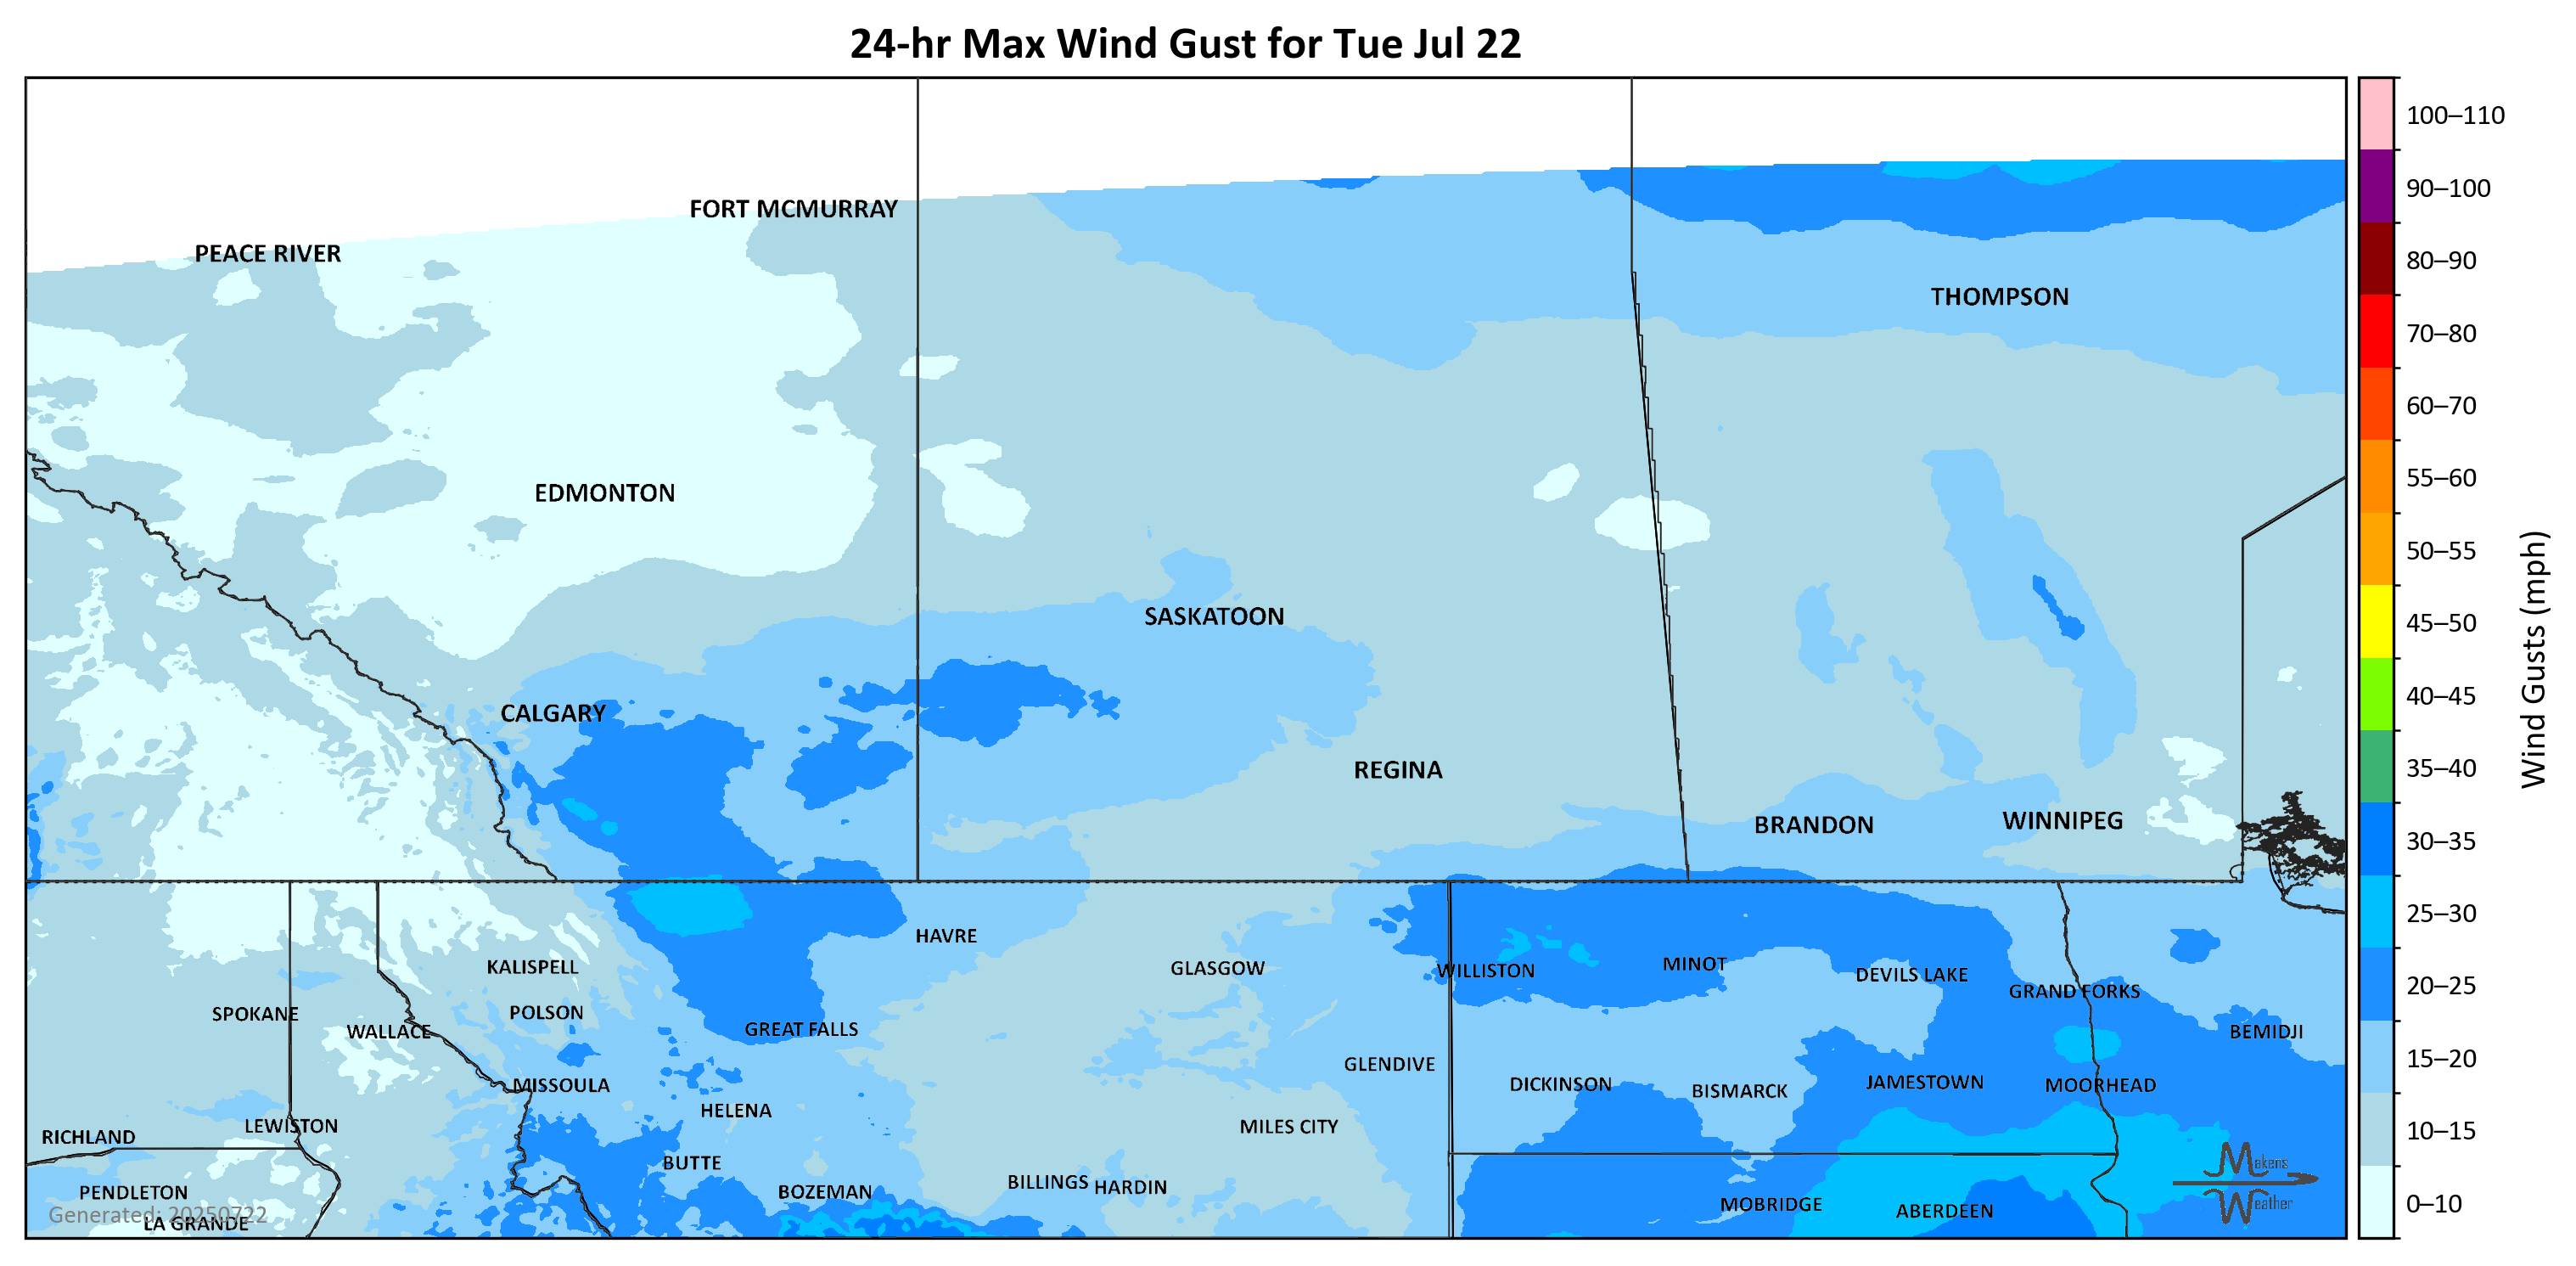 24-hr Max Wind Gust for Tue Jul 22
100–110
90–100
80–90
70–80
60–70
55–60
50–55
45–50
40–45
35–40
30–35
25–30
20–25
15–20
10–15
0–10
Wind Gusts (mph)
FORT MCMURRAY
PEACE RIVER
THOMPSON
EDMONTON
SASKATOON
CALGARY
REGINA
BRANDON
WINNIPEG
HAVRE
KALISPELL
GLASGOW
WILLISTON
MINOT
DEVILS LAKE
GRAND FORKS
SPOKANE
POLSON
WALLACE
GREAT FALLS
BEMIDJI
GLENDIVE
MISSOULA
DICKINSON
BISMARCK
JAMESTOWN
MOORHEAD
HELENA
LEWISTON
MILES CITY
RICHLAND
BUTTE
BOZEMAN
BILLINGS
HARDIN
PENDLETON
MOBRIDGE
ABERDEEN
LA GRANDE
Generated: 20250722
Makens
Weather